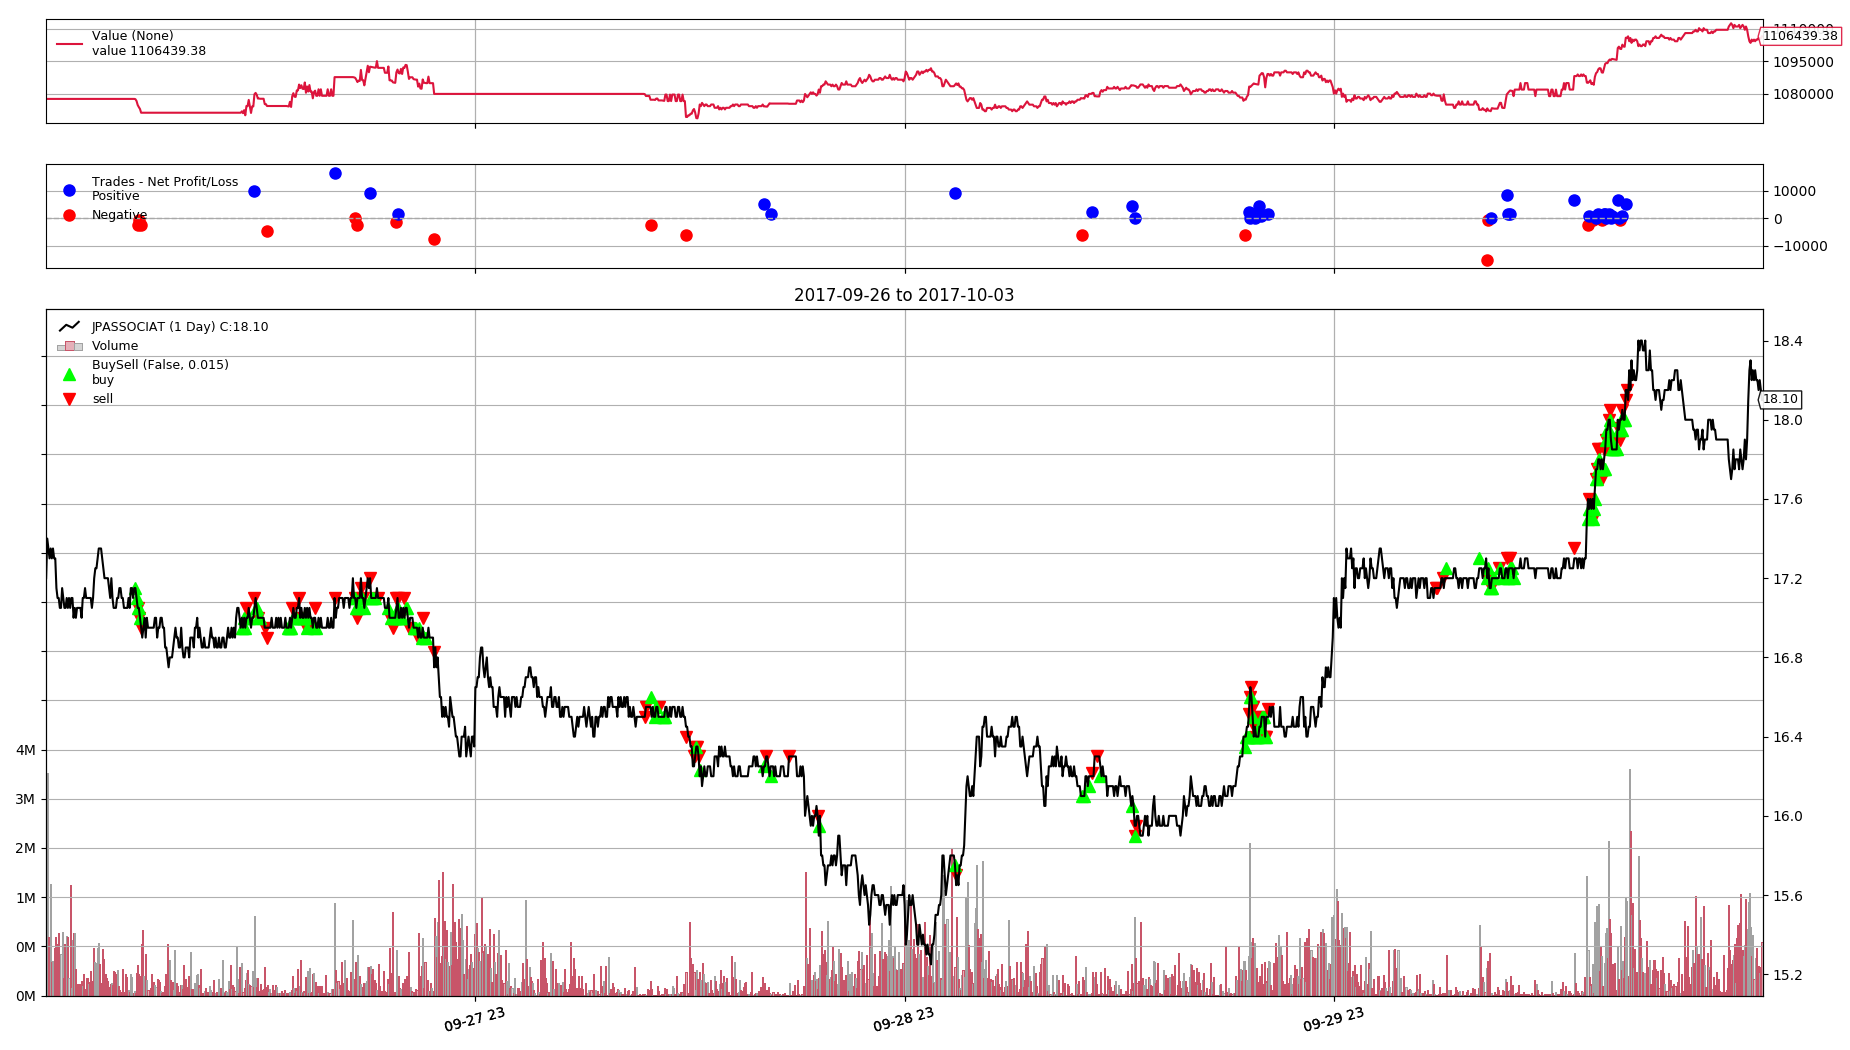 Value (None)
value 1106439.38
1110000
1106439.38
1095000
1080000
Trades - Net Profit/Loss
Positive
Negative
10000
0
−10000
2017-09-26 to 2017-10-03
JPASSOCIAT (1 Day) C:18.10
Volume
BuySell (False, 0.015)
buy
sell
18.4
18.10
18.0
17.6
17.2
16.8
16.4
16.0
15.6
15.2
4M
3M
2M
1M
0M
0M
09-27 23
09-28 23
09-29 23